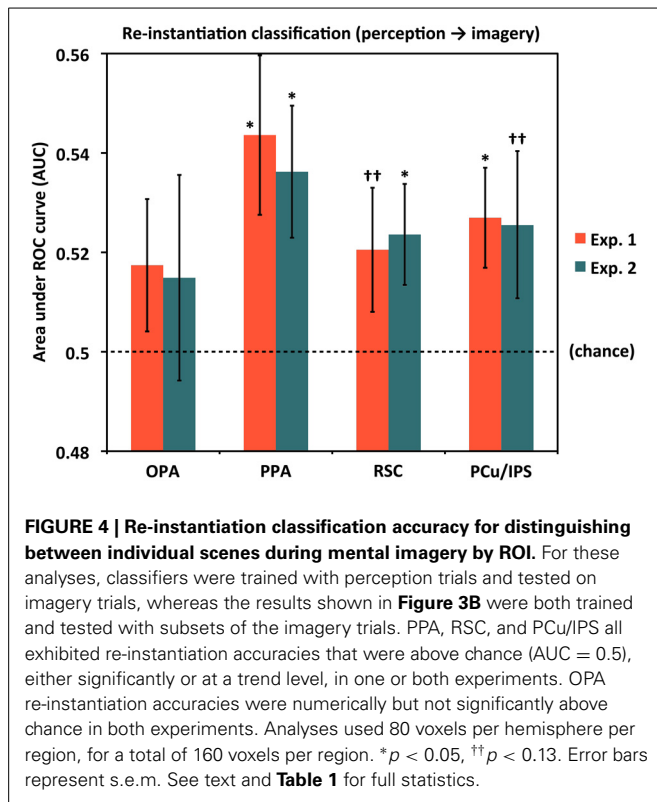 Re-instantiation classification (perception → imagery)
Area under ROC curve (AUC)
0.56
0.54
0.52
0.5
0.48
*
*
††
*
*
††
Exp. 1
Exp. 2
(chance)
OPA PPA RSC PCu/IPS
FIGURE 4 | Re-instantiation classification accuracy for distinguishing
between individual scenes during mental imagery by ROI. For these
analyses, classifiers were trained with perception trials and tested on
imagery trials, whereas the results shown in Figure 3B were both trained
and tested with subsets of the imagery trials. PPA, RSC, and PCu/IPS all
exhibited re-instantiation accuracies that were above chance (AUC = 0.5),
either significantly or at a trend level, in one or both experiments. OPA
re-instantiation accuracies were numerically but not significantly above
chance in both experiments. Analyses used 80 voxels per hemisphere per
region, for a total of 160 voxels per region. *p < 0.05, ††p < 0.13. Error bars
represent s.e.m. See text and Table 1 for full statistics.